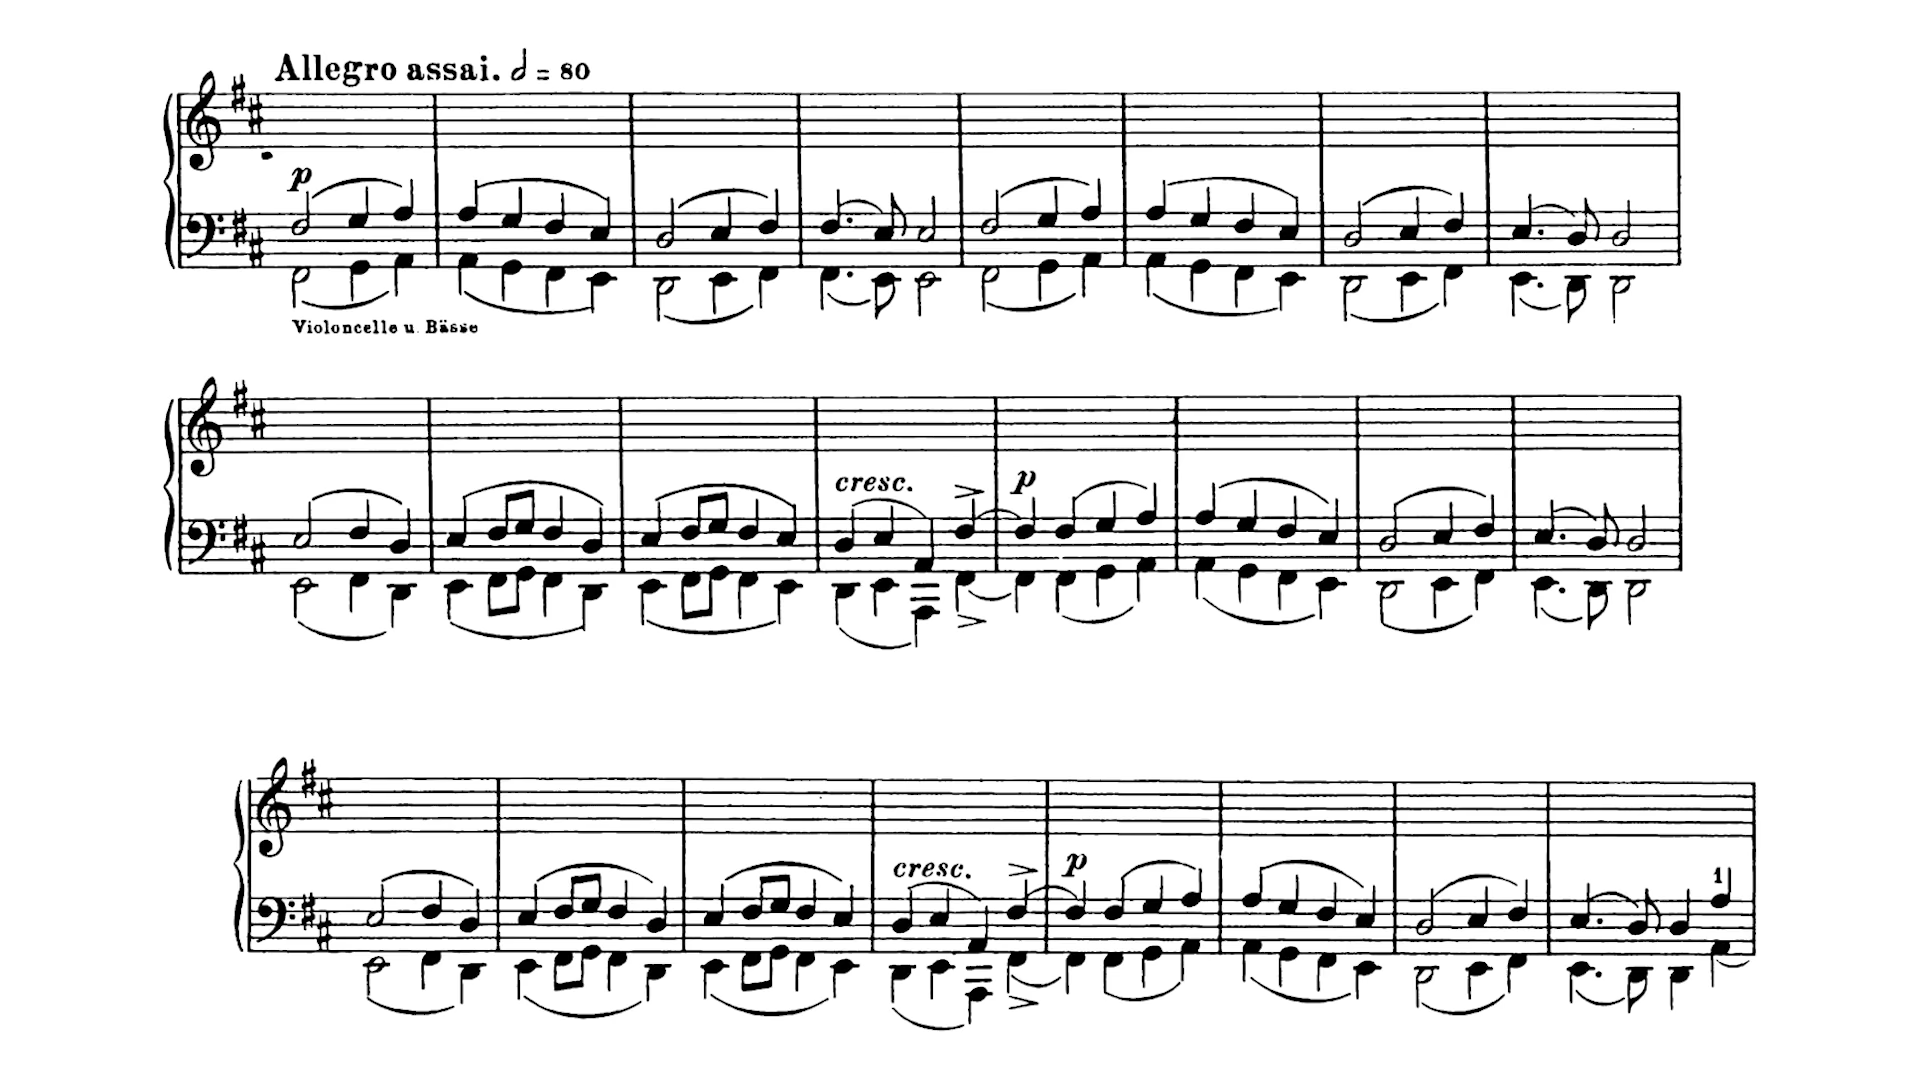 Allegro assai. 𝅗𝅥 = 80
p
Violoncelle u. Bässe
cresc. p
cresc. p
1